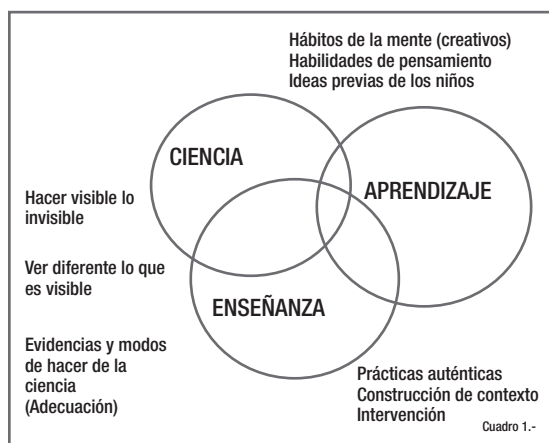 Hábitos de la mente (creativos)
Habilidades de pensamiento
Ideas previas de los niños
CIENCIA
APRENDIZAJE
Hacer visible lo
invisible
Ver diferente lo que
es visible
ENSEÑANZA
Evidencias y modos
de hacer de la
ciencia
(Adecuación)
Prácticas auténticas
Construcción de contexto
Intervención
Cuadro 1.-